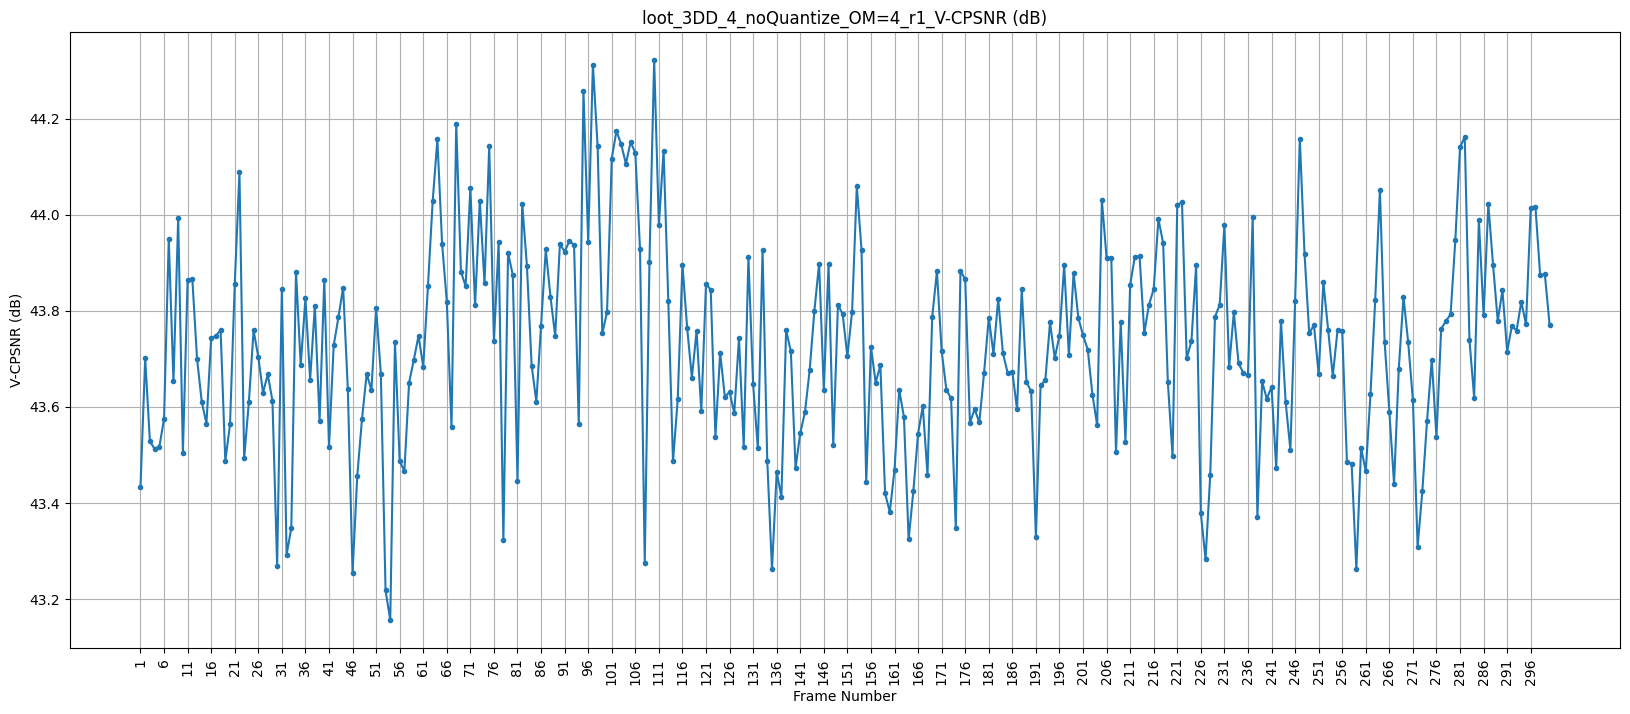 loot_3DD_4_noQuantize_OM=4_r1_V-CPSNR (dB)
44.2
44.0
43.8
43.6
43.4
43.2
V-CPSNR (dB)
1 6 11 16 21 26 31 36 41 46 51 56 61 66 71 76 81 86 91 96 101 106 111 116 121 126 131 136 141 146 151 156 161 166 171 176 181 186 191 196 201 206 211 216 221 226 231 236 241 246 251 256 261 266 271 276 281 286 291 296
Frame Number